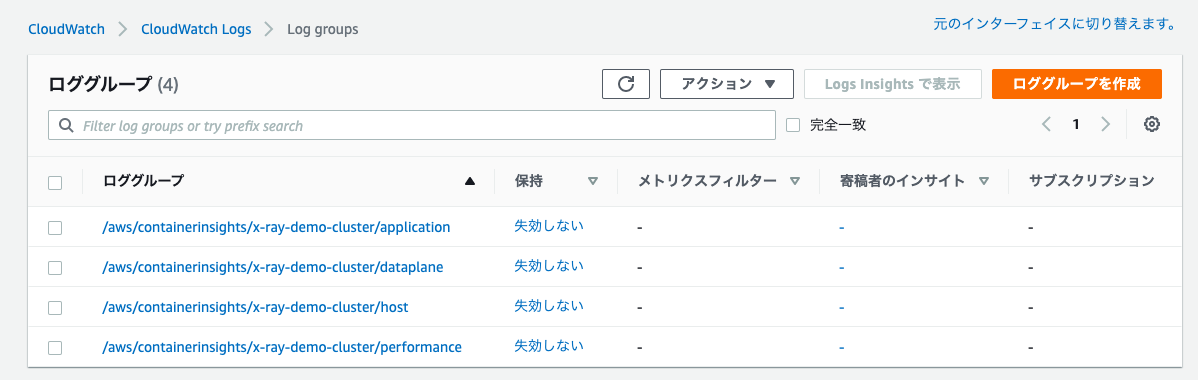 元のインターフェイスに切り替えます。
CloudWatch CloudWatch Logs Log groups
ロググループ (4) アクション Logs Insights で表示 ロググループを作成
Filter log groups or try prefix search 完全一致 1
ロググループ 保持 メトリクスフィルター 寄稿者のインサイト サブスクリプション
/aws/containerinsights/x-ray-demo-cluster/application 失効しない - - -
/aws/containerinsights/x-ray-demo-cluster/dataplane 失効しない - - -
/aws/containerinsights/x-ray-demo-cluster/host 失効しない - - -
/aws/containerinsights/x-ray-demo-cluster/performance 失効しない - - -